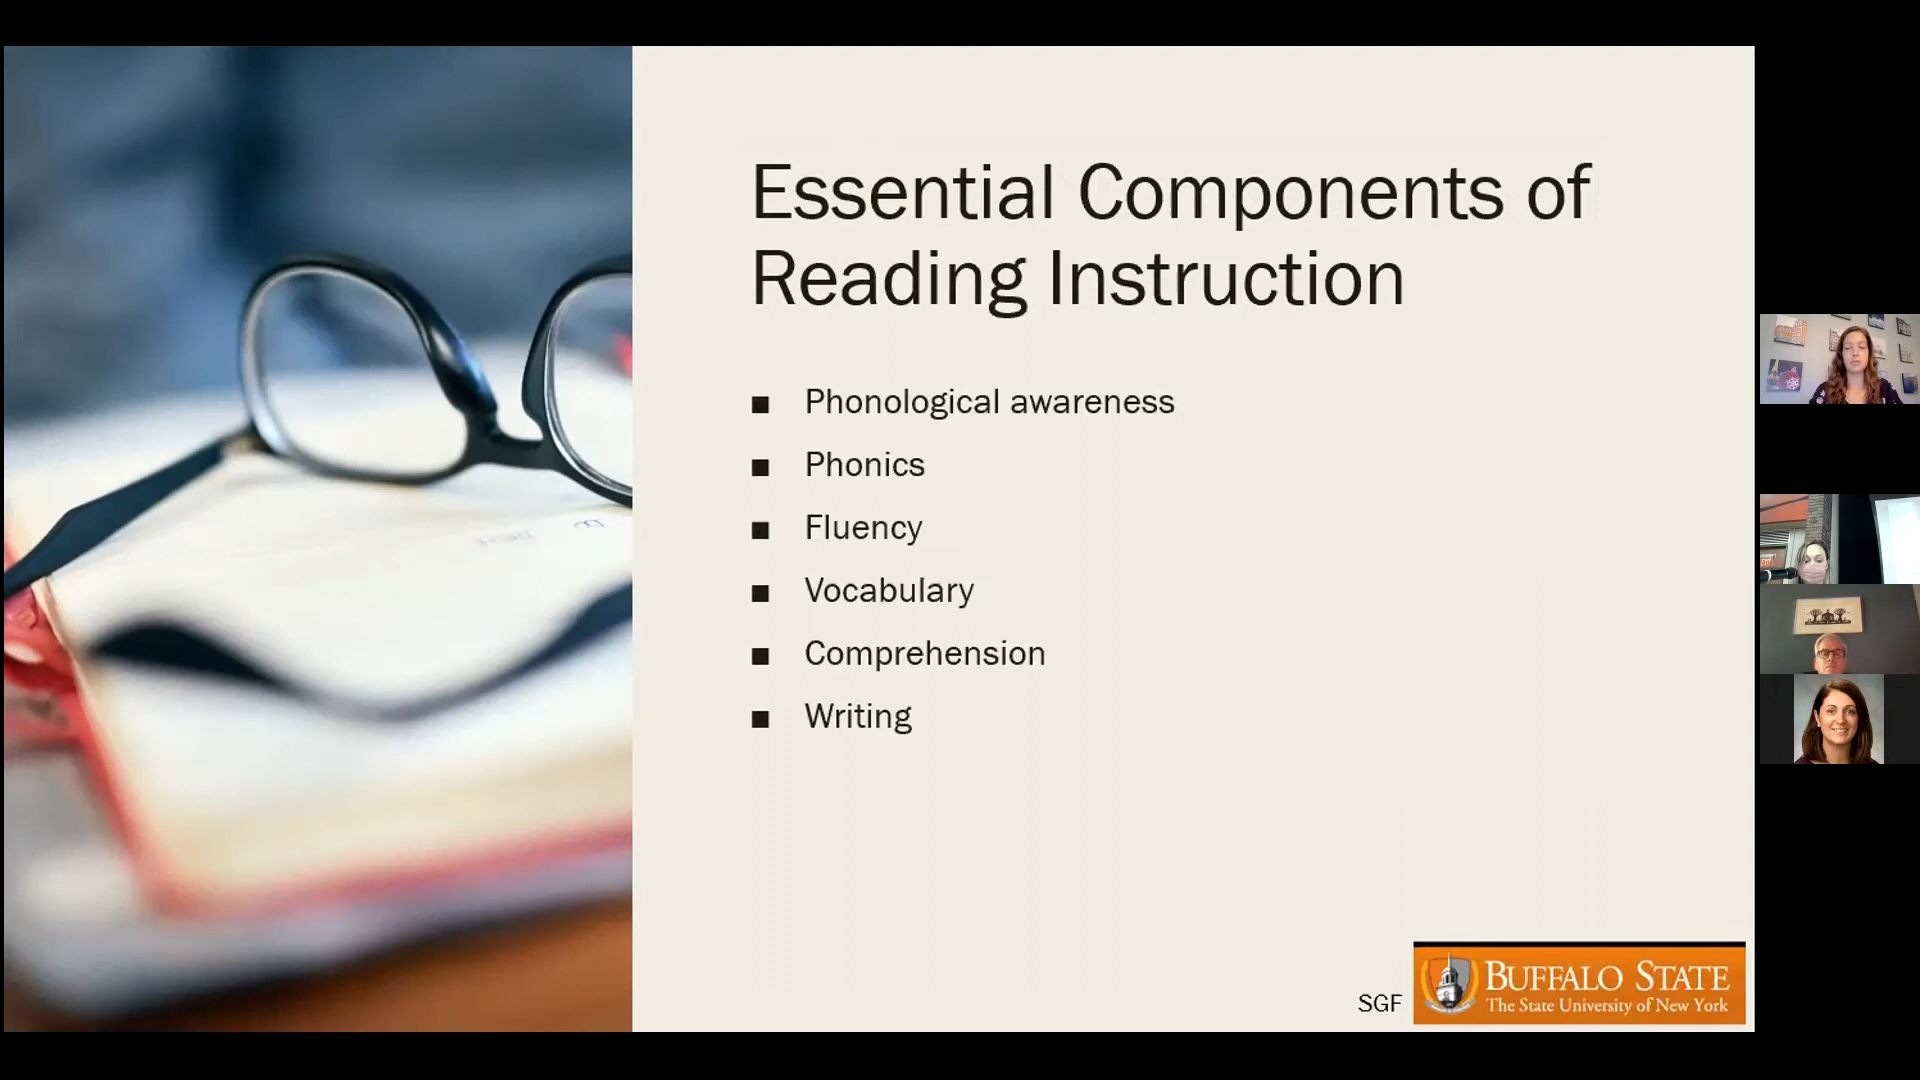 Essential Components of
Reading Instruction
■ Phonological awareness
■ Phonics
■ Fluency
■ Vocabulary
■ Comprehension
■ Writing
SGF
BUFFALO STATE
The State University of New York